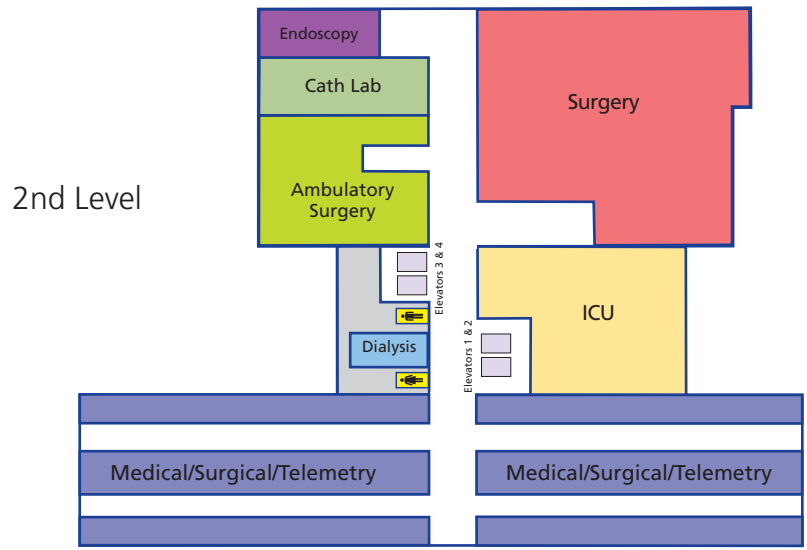 Endoscopy
Cath Lab
Surgery
2nd Level
Ambulatory
Surgery
Elevators 3 & 4
ICU
Elevators 1 & 2
Dialysis
Medical/Surgical/Telemetry
Medical/Surgical/Telemetry